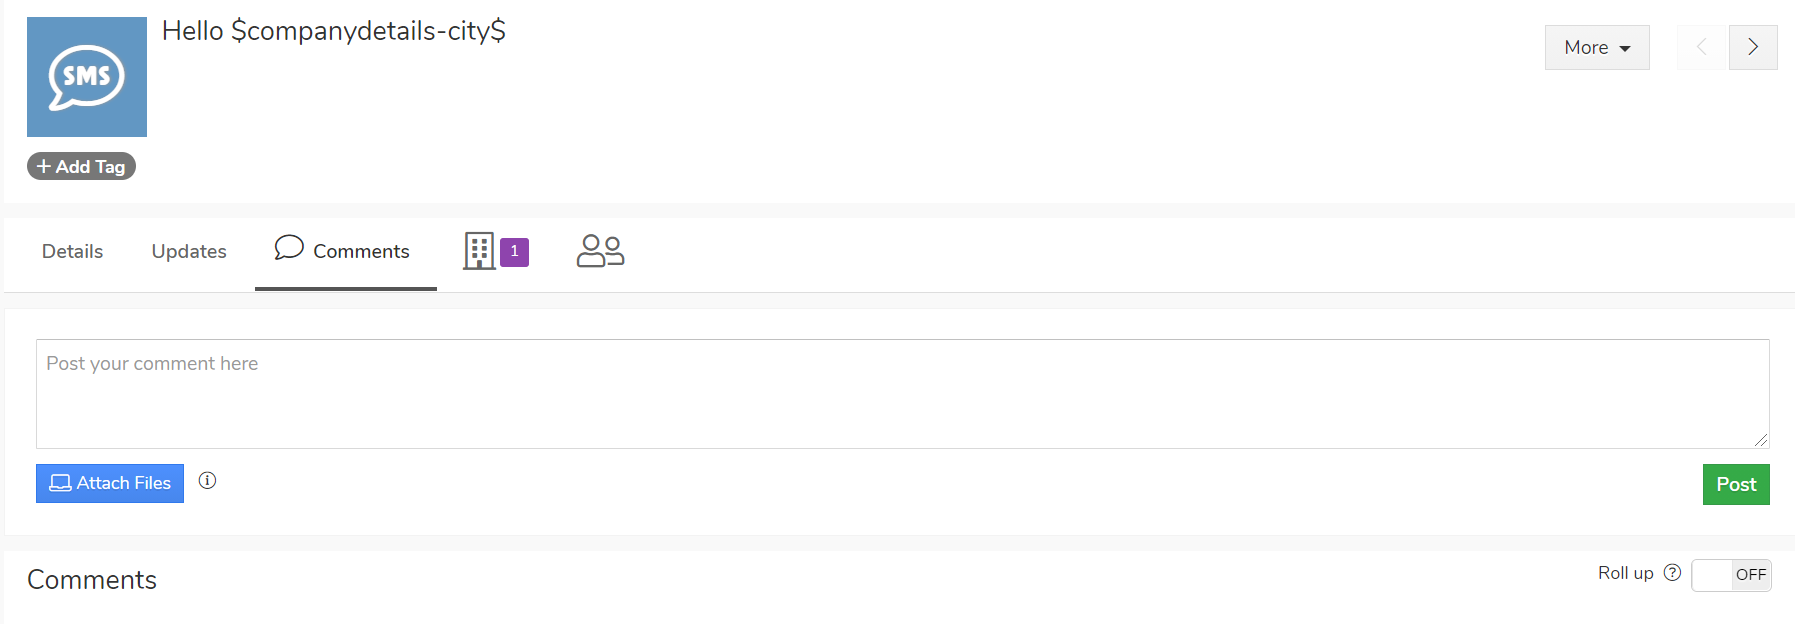 Hello $companydetails-city$
More
SMS
+ Add Tag
Details Updates Comments 1
Post your comment here
Attach Files
Post
Comments
Roll up OFF